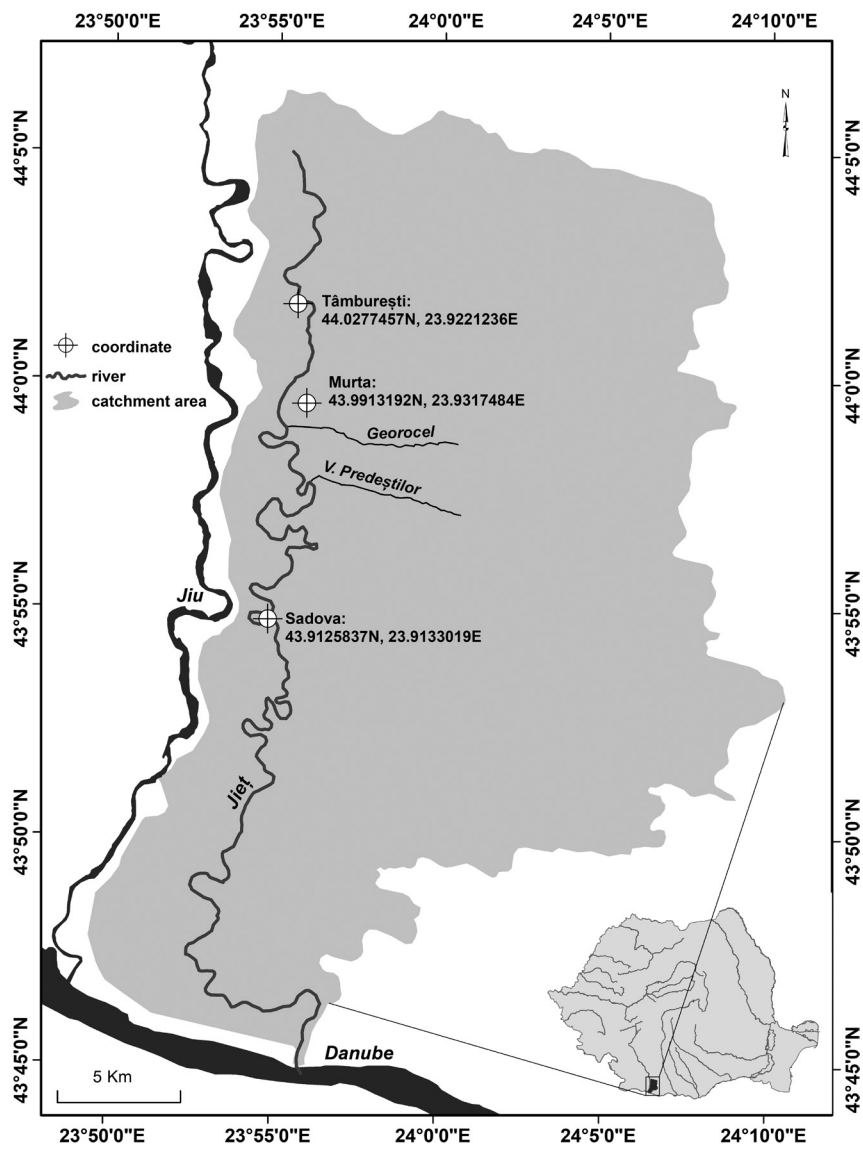 23°50'0"E 23°55'0"E 24°0'0"E 24°5'0"E 24°10'0"E
N
44°5'0"N
44°5'0"N
Tâmburești:
44.0277457N, 23.9221236E
coordinate
river
catchment area
44°0'0"N
44°0'0"N
Murta:
43.9913192N, 23.9317484E
Georocel
V. Predeștilor
43°55'0"N
43°55'0"N
Jiu
Sadova:
43.9125837N, 23.9133019E
Jieț
43°50'0"N
43°50'0"N
43°45'0"N
43°45'0"N
Danube
5 Km
23°50'0"E 23°55'0"E 24°0'0"E 24°5'0"E 24°10'0"E